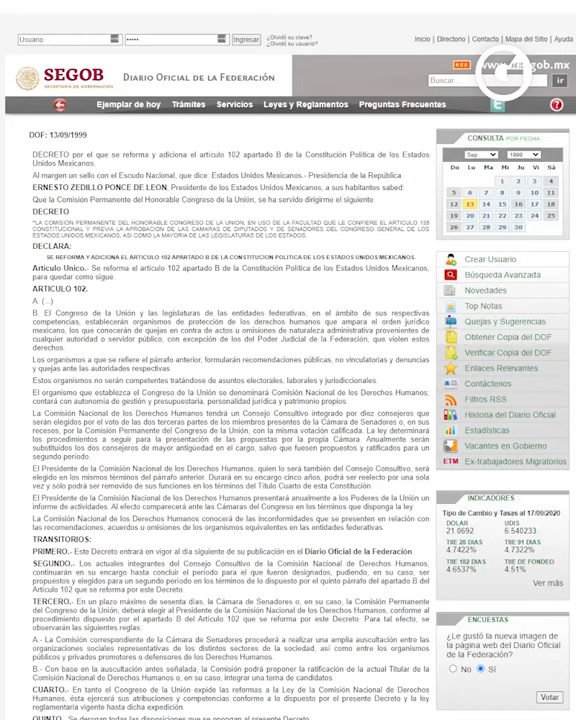 Usuario
Ingresar
¿Olvidó su clave?
¿Olvidó su usuario?
Inicio | Directorio | Contacto | Mapa del Sitio | Ayuda
SEGOB
SECRETARÍA DE GOBERNACIÓN
DIARIO OFICIAL DE LA FEDERACIÓN
RSS
gob.mx
Buscar...
ir
Ejemplar de hoy Trámites Servicios Leyes y Reglamentos Preguntas Frecuentes
DOF: 13/09/1999
DECRETO por el que se reforma y adiciona el artículo 102 apartado B de la Constitución Política de los Estados
Unidos Mexicanos.
Al margen un sello con el Escudo Nacional, que dice: Estados Unidos Mexicanos.- Presidencia de la República.
ERNESTO ZEDILLO PONCE DE LEON, Presidente de los Estados Unidos Mexicanos, a sus habitantes sabed:
Que la Comisión Permanente del Honorable Congreso de la Unión, se ha servido dirigirme el siguiente
DECRETO
"LA COMISION PERMANENTE DEL HONORABLE CONGRESO DE LA UNION, EN USO DE LA FACULTAD QUE LE CONFIERE EL ARTICULO 135
CONSTITUCIONAL Y PREVIA LA APROBACION DE LAS CAMARAS DE DIPUTADOS Y DE SENADORES DEL CONGRESO GENERAL DE LOS
ESTADOS UNIDOS MEXICANOS, ASI COMO LA MAYORIA DE LAS LEGISLATURAS DE LOS ESTADOS,
DECLARA:
SE REFORMA Y ADICIONA EL ARTICULO 102 APARTADO B DE LA CONSTITUCION POLITICA DE LOS ESTADOS UNIDOS MEXICANOS.
Artículo Unico.- Se reforma el artículo 102 apartado B de la Constitución Política de los Estados Unidos Mexicanos,
para quedar como sigue:
ARTICULO 102.
A. (...)
B. El Congreso de la Unión y las legislaturas de las entidades federativas, en el ámbito de sus respectivas
competencias, establecerán organismos de protección de los derechos humanos que ampara el orden jurídico
mexicano, los que conocerán de quejas en contra de actos u omisiones de naturaleza administrativa provenientes de
cualquier autoridad o servidor público, con excepción de los del Poder Judicial de la Federación, que violen estos
derechos.
Los organismos a que se refiere el párrafo anterior, formularán recomendaciones públicas, no vinculatorias y denuncias
y quejas ante las autoridades respectivas.
Estos organismos no serán competentes tratándose de asuntos electorales, laborales y jurisdiccionales.
El organismo que establezca el Congreso de la Unión se denominará Comisión Nacional de los Derechos Humanos;
contará con autonomía de gestión y presupuestaria, personalidad jurídica y patrimonio propios.
La Comisión Nacional de los Derechos Humanos tendrá un Consejo Consultivo integrado por diez consejeros que
serán elegidos por el voto de las dos terceras partes de los miembros presentes de la Cámara de Senadores o, en sus
recesos, por la Comisión Permanente del Congreso de la Unión, con la misma votación calificada. La ley determinará
los procedimientos a seguir para la presentación de las propuestas por la propia Cámara. Anualmente serán
substituidos los dos consejeros de mayor antigüedad en el cargo, salvo que fuesen propuestos y ratificados para un
segundo período.
El Presidente de la Comisión Nacional de los Derechos Humanos, quien lo será también del Consejo Consultivo, será
elegido en los mismos términos del párrafo anterior. Durará en su encargo cinco años, podrá ser reelecto por una sola
vez y sólo podrá ser removido de sus funciones en los términos del Título Cuarto de esta Constitución.
El Presidente de la Comisión Nacional de los Derechos Humanos presentará anualmente a los Poderes de la Unión un
informe de actividades. Al efecto comparecerá ante las Cámaras del Congreso en los términos que disponga la ley.
La Comisión Nacional de los Derechos Humanos conocerá de las inconformidades que se presenten en relación con
las recomendaciones, acuerdos u omisiones de los organismos equivalentes en las entidades federativas.
TRANSITORIOS:
PRIMERO.- Este Decreto entrará en vigor al día siguiente de su publicación en el Diario Oficial de la Federación.
SEGUNDO.- Los actuales integrantes del Consejo Consultivo de la Comisión Nacional de Derechos Humanos,
continuarán en su encargo hasta concluir el período para el que fueron designados, pudiendo, en su caso, ser
propuestos y elegidos para un segundo período en los términos de lo dispuesto por el quinto párrafo del apartado B del
Artículo 102 que se reforma por este Decreto.
TERCERO.- En un plazo máximo de sesenta días, la Cámara de Senadores o, en su caso, la Comisión Permanente
del Congreso de la Unión, deberá elegir al Presidente de la Comisión Nacional de los Derechos Humanos, conforme al
procedimiento dispuesto por el apartado B del Artículo 102 que se reforma por este Decreto. Para tal efecto, se
observarán las siguientes reglas:
A.- La Comisión correspondiente de la Cámara de Senadores procederá a realizar una amplia auscultación entre las
organizaciones sociales representativas de los distintos sectores de la sociedad, así como entre los organismos
públicos y privados promotores o defensores de los Derechos Humanos.
B.- Con base en la auscultación antes señalada, la Comisión podrá proponer la ratificación de la actual Titular de la
Comisión Nacional de Derechos Humanos o, en su caso, integrar una terna de candidatos.
CUARTO.- En tanto el Congreso de la Unión expide las reformas a la Ley de la Comisión Nacional de Derechos
Humanos, ésta ejercerá sus atribuciones y competencias conforme a lo dispuesto por el presente Decreto y la ley
reglamentaria vigente hasta dicha expedición
QUINTO.- Se derogan todas las disposiciones que se opongan al presente Decreto.
CONSULTA POR FECHA
Sep 1999
Do Lu Ma Mi Ju Vi Sá
1 2 3 4
5 6 7 8 9 10 11
12 13 14 15 16 17 18
19 20 21 22 23 24 25
26 27 28 29 30
Crear Usuario
Búsqueda Avanzada
Novedades
Top Notas
Quejas y Sugerencias
Obtener Copia del DOF
Verificar Copia del DOF
Enlaces Relevantes
Contáctenos
Filtros RSS
Historia del Diario Oficial
Estadísticas
Vacantes en Gobierno
ETM Ex-trabajadores Migratorios
INDICADORES
Tipo de Cambio y Tasas al 17/09/2020
DOLAR UDIS
21.0692 6.540233
TIIE 28 DIAS TIIE 91 DIAS
4.7422% 4.7322%
TIIE 182 DIAS TIIE DE FONDEO
4.6537% 4.51%
Ver más
ENCUESTAS
¿Le gustó la nueva imagen de
la página web del Diario Oficial
de la Federación?
No Sí
Votar